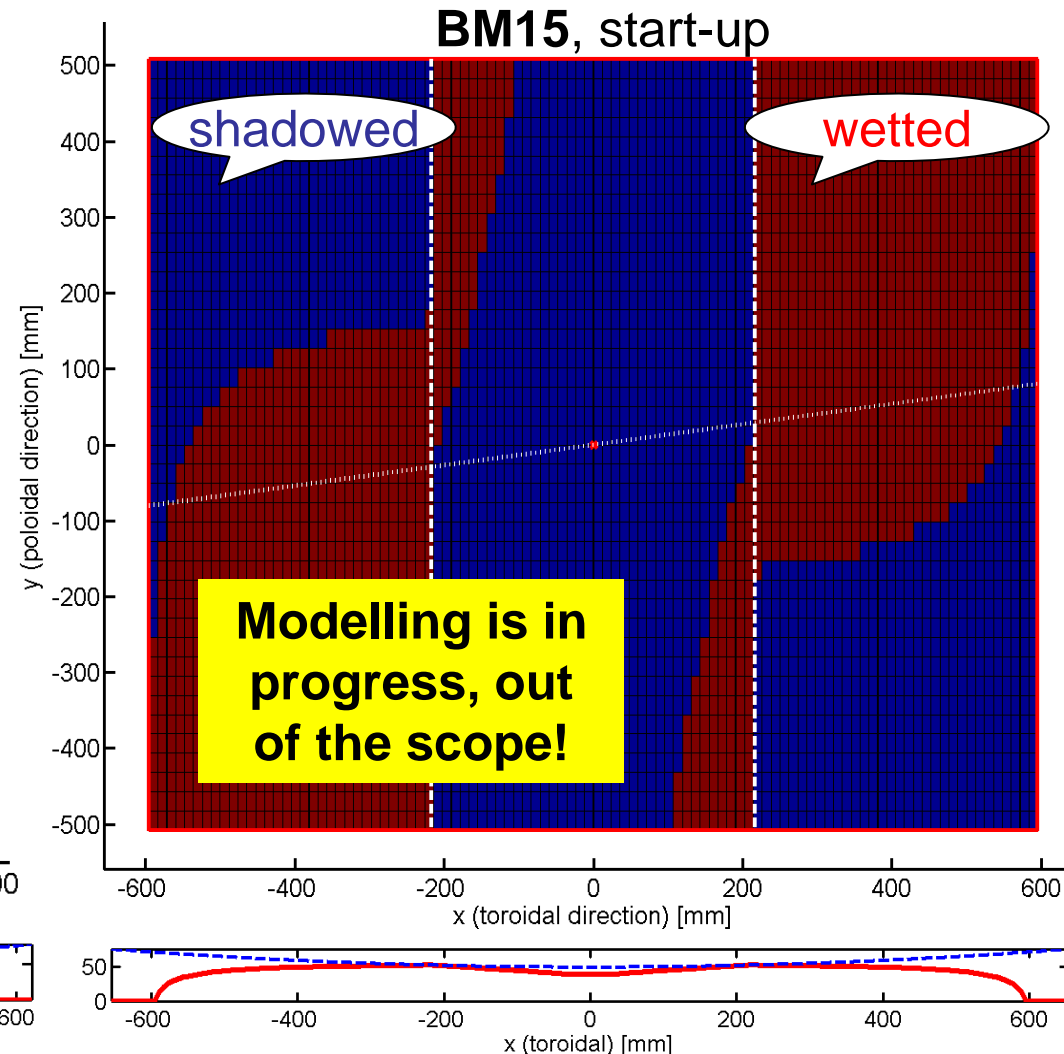 BM15, start-up
shadowed
wetted
500
400
300
200
100
0
-100
-200
-300
-400
-500
y (poloidal direction) [mm]
Modelling is in
progress, out
of the scope!
-600 -400 -200 0 200 400 600
x (toroidal direction) [mm]
50
0
-600 -400 -200 0 200 400 600
x (toroidal) [mm]
600